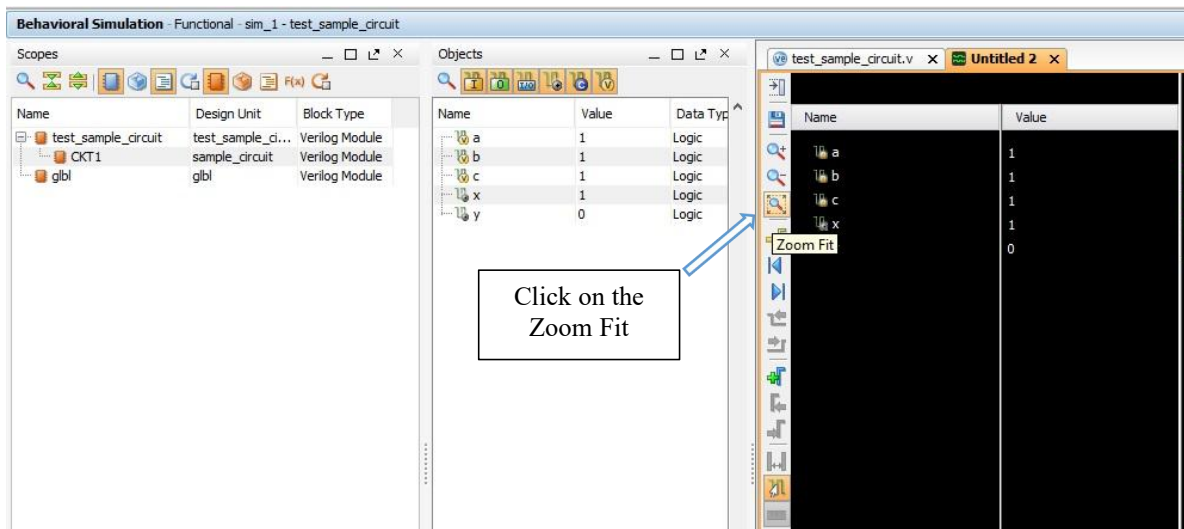 Behavioral Simulation - Functional - sim_1 - test_sample_circuit
Scopes
F(x)
Name Design Unit Block Type
test_sample_circuit test_sample_ci... Verilog Module
CKT1 sample_circuit Verilog Module
glbl glbl Verilog Module
Objects
Name Value Data Typ
a 1 Logic
b 1 Logic
c 1 Logic
x 1 Logic
y 0 Logic
Click on the
Zoom Fit
test_sample_circuit.v Untitled 2
Name Value
a 1
b 1
c 1
x 1
0
Zoom Fit